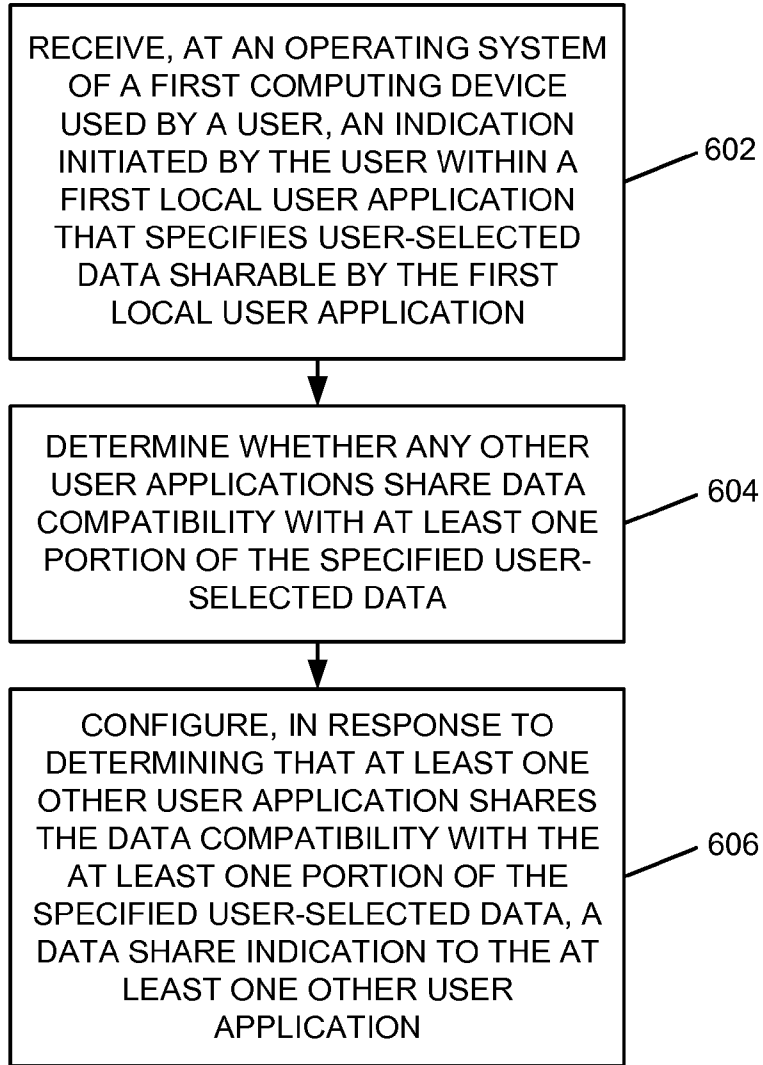 RECEIVE, AT AN OPERATING SYSTEM
OF A FIRST COMPUTING DEVICE
USED BY A USER, AN INDICATION
INITIATED BY THE USER WITHIN A
FIRST LOCAL USER APPLICATION
THAT SPECIFIES USER-SELECTED
DATA SHARABLE BY THE FIRST
LOCAL USER APPLICATION
602
DETERMINE WHETHER ANY OTHER
USER APPLICATIONS SHARE DATA
COMPATIBILITY WITH AT LEAST ONE
PORTION OF THE SPECIFIED USER-
SELECTED DATA
604
CONFIGURE, IN RESPONSE TO
DETERMINING THAT AT LEAST ONE
OTHER USER APPLICATION SHARES
THE DATA COMPATIBILITY WITH THE
AT LEAST ONE PORTION OF THE
SPECIFIED USER-SELECTED DATA, A
DATA SHARE INDICATION TO THE AT
LEAST ONE OTHER USER
APPLICATION
606